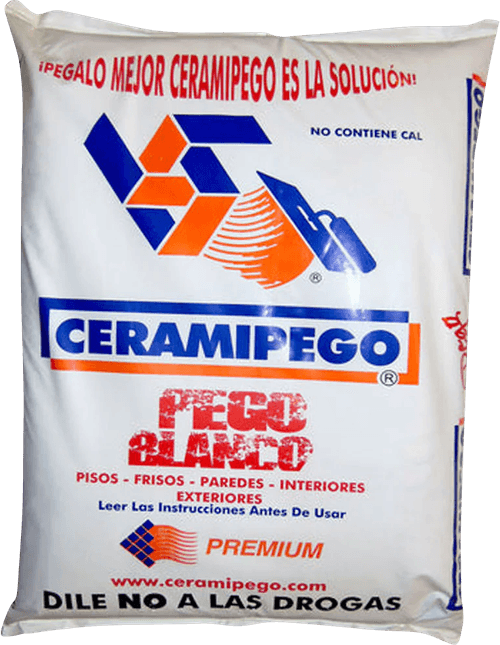 ¡PEGALO MEJOR CERAMIPEGO ES LA SOLUCIÓN!
NO CONTIENE CAL
®
CERAMIPEGO
®
PEGO
BLANCO
PISOS - FRISOS - PAREDES - INTERIORES
EXTERIORES
Leer Las Instrucciones Antes De Usar
PREMIUM
www.ceramipego.com
DILE NO A LAS DROGAS